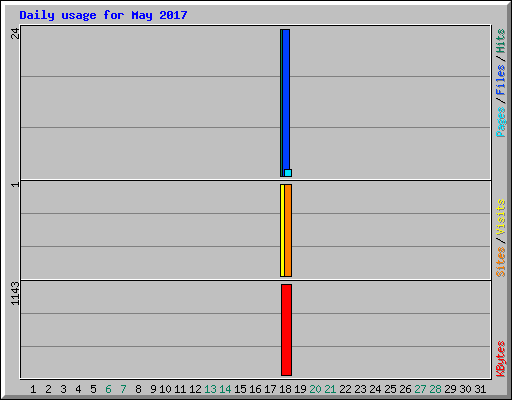 Daily usage for May 2017
24
1
1143
Pages/Files/Hits
Sites/Visits
KBytes
1 2 3 4 5 6 7 8 9 10 11 12 13 14 15 16 17 18 19 20 21 22 23 24 25 26 27 28 29 30 31